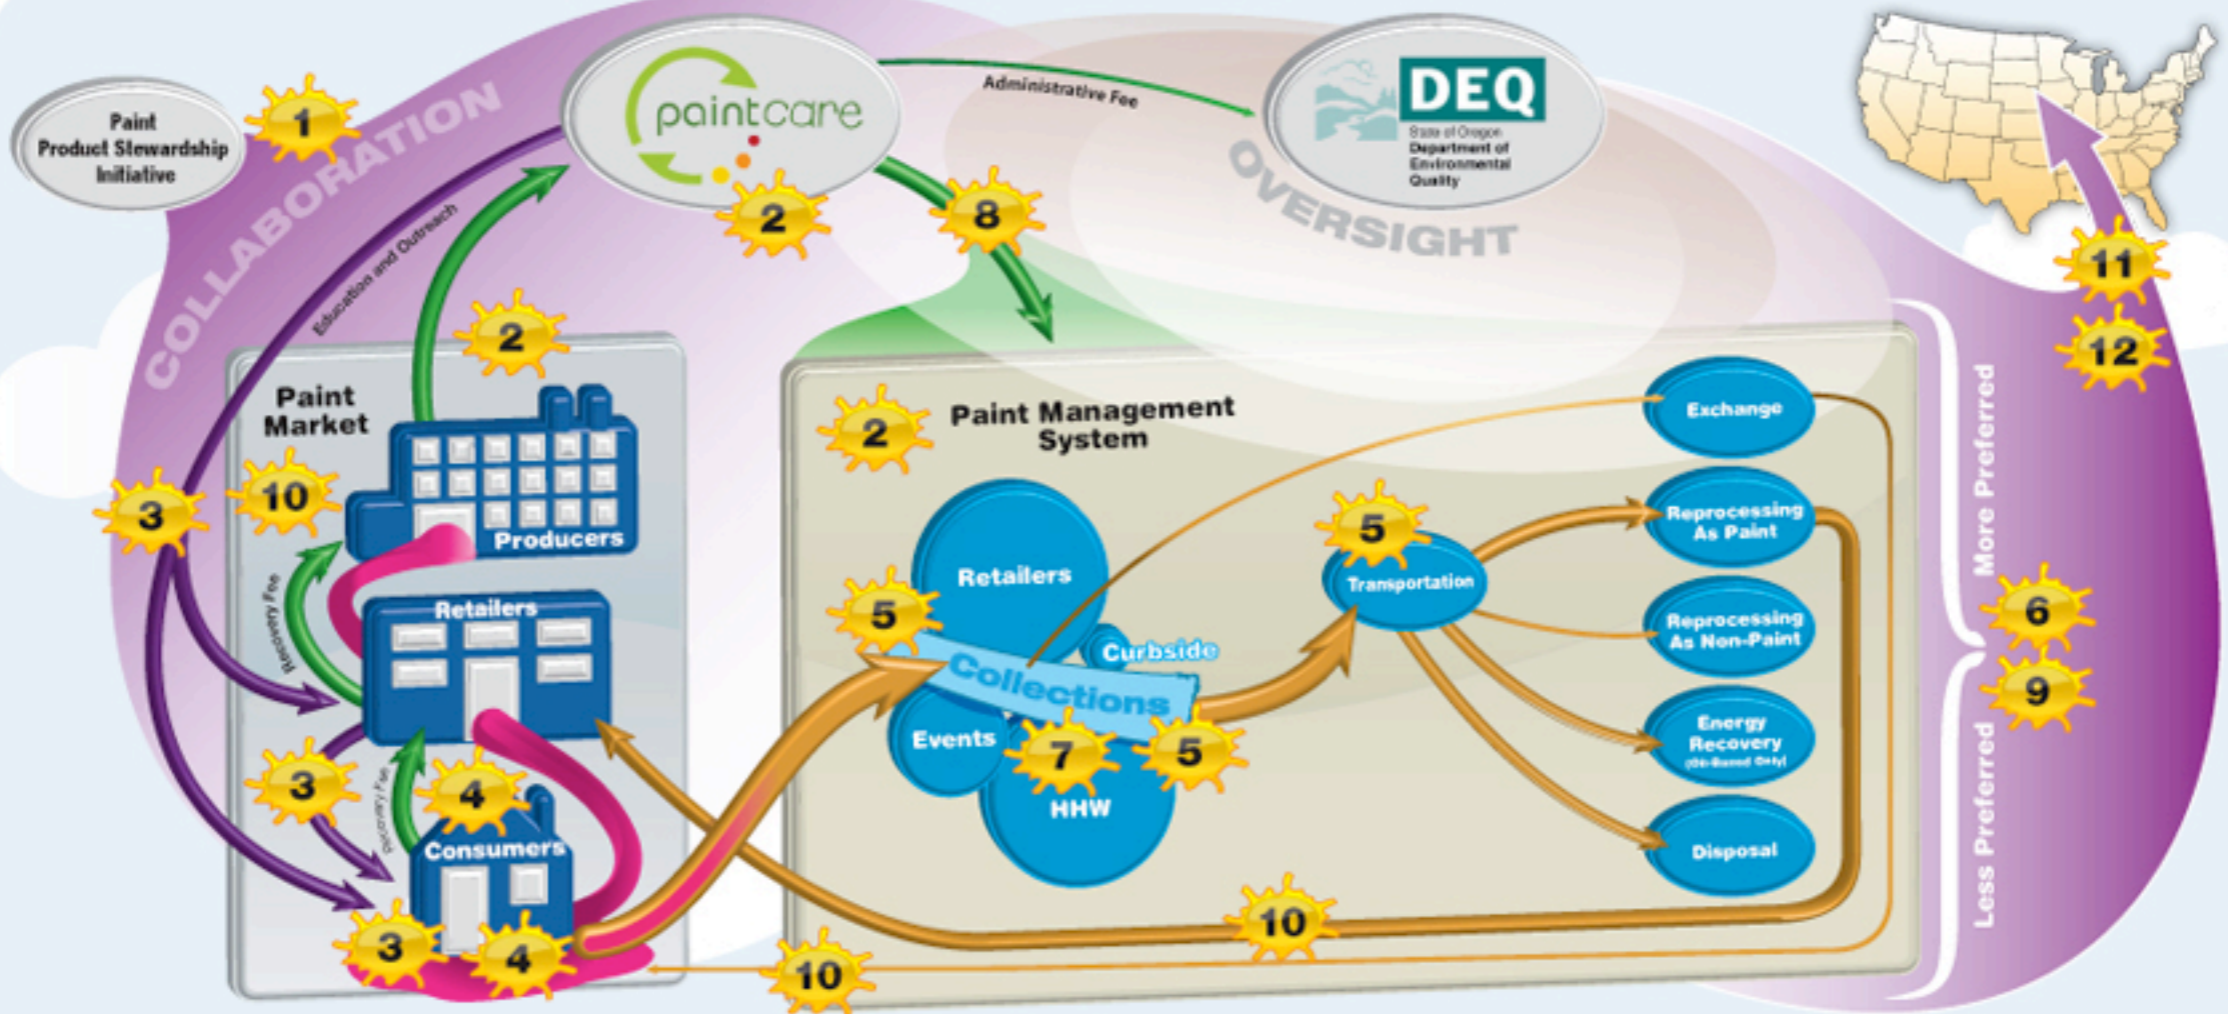 Paint
Product Stewardship
Initiative
1
COLLABORATION
paintcare
2
Administrative Fee
DEQ
State of Oregon
Department of
Environmental
Quality
OVERSIGHT
8
11
12
Education and Outreach
2
Paint
Market
10
3
Producers
Recovery Fee
Retailers
3
Recovery Fee
4
Consumers
3
4
2
Paint Management
System
Retailers
5
Curbside
Collections
Events
7
5
HHW
5
Transportation
Exchange
Reprocessing
As Paint
Reprocessing
As Non-Paint
Energy
Recovery
(Oil-Based Only)
Disposal
10
10
More Preferred
6
9
Less Preferred